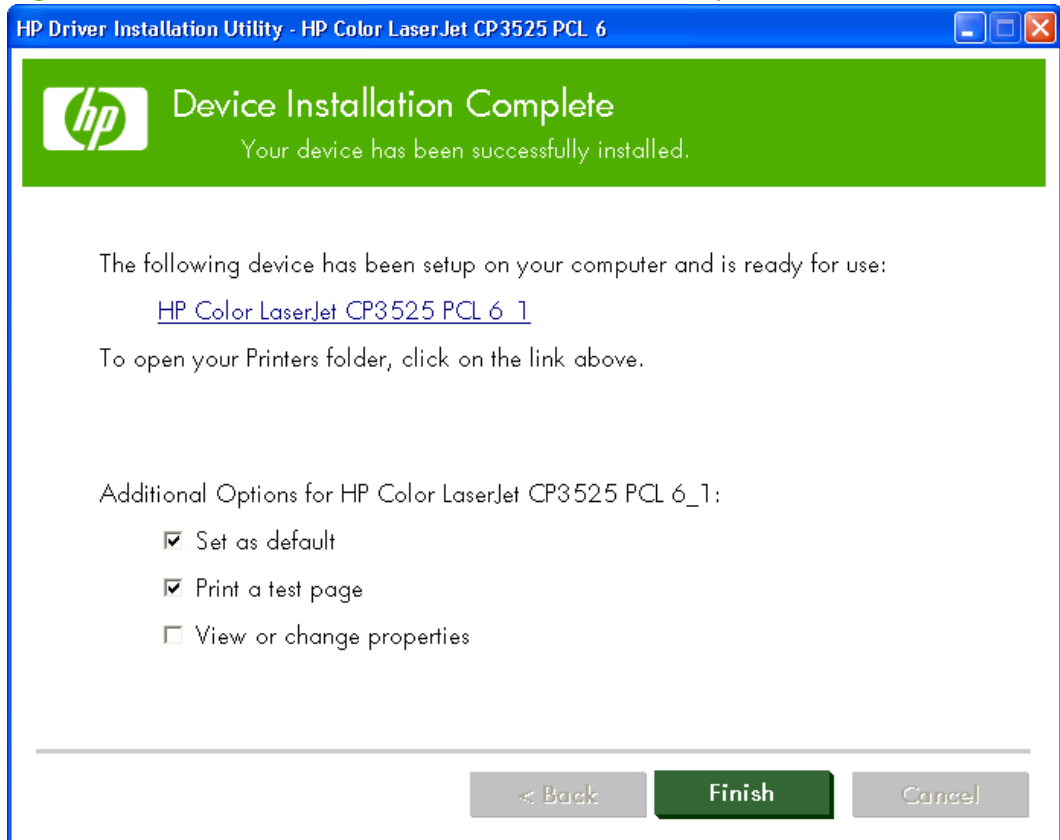 HP Driver Installation Utility - HP Color LaserJet CP3525 PCL 6
hp
Device Installation Complete
Your device has been successfully installed.
The following device has been setup on your computer and is ready for use:
HP Color LaserJet CP3525 PCL 6_1
To open your Printers folder, click on the link above.
Additional Options for HP Color LaserJet CP3525 PCL 6_1:
Set as default
Print a test page
View or change properties
< Back
Finish
Cancel